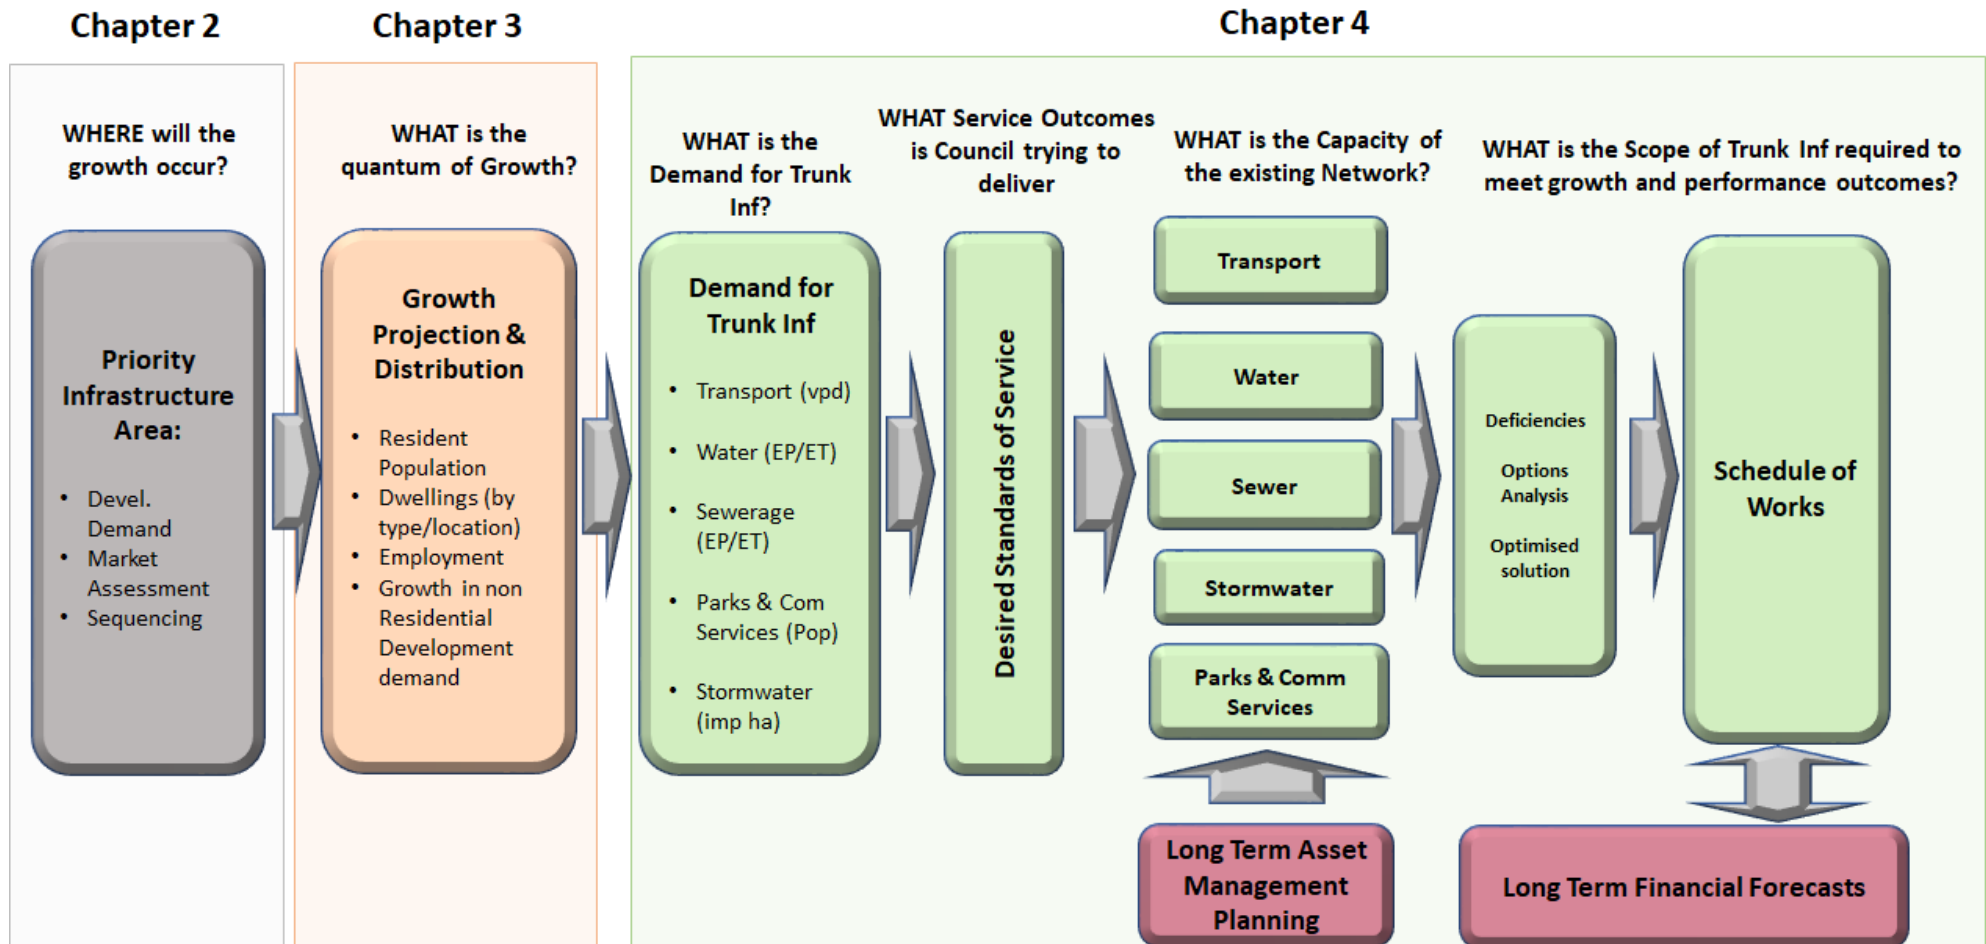 Chapter 2
Chapter 3
Chapter 4
WHERE will the
growth occur?
Priority
Infrastructure
Area:
• Devel.
Demand
• Market
Assessment
• Sequencing
WHAT is the
quantum of Growth?
Growth
Projection &
Distribution
• Resident
Population
• Dwellings (by
type/location)
• Employment
• Growth in non
Residential
Development
demand
WHAT is the
Demand for Trunk
Inf?
Demand for
Trunk Inf
• Transport (vpd)
• Water (EP/ET)
• Sewerage
(EP/ET)
• Parks & Com
Services (Pop)
• Stormwater
(imp ha)
WHAT Service Outcomes
is Council trying to
deliver
Desired Standards of Service
WHAT is the Capacity of
the existing Network?
Transport
Water
Sewer
Stormwater
Parks & Comm
Services
Long Term Asset
Management
Planning
WHAT is the Scope of Trunk Inf required to
meet growth and performance outcomes?
Deficiencies
Options
Analysis
Optimised
solution
Schedule of
Works
Long Term Financial Forecasts